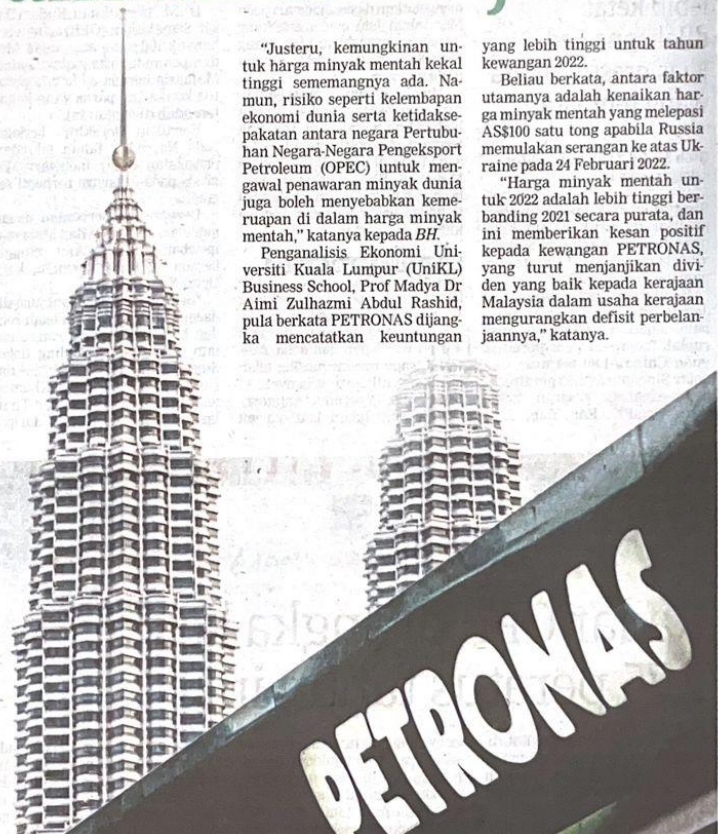 “Justeru, kemungkinan un-
tuk harga minyak mentah kekal
tinggi sememangnya ada. Na-
mun, risiko seperti kelembapan
ekonomi dunia serta ketidakse-
pakatan antara negara Pertubu-
han Negara-Negara Pengeksport
Petroleum (OPEC) untuk men-
gawal penawaran minyak dunia
juga boleh menyebabkan keme-
ruapan di dalam harga minyak
mentah,” katanya kepada BH.
Penganalisis Ekonomi Uni-
versiti Kuala Lumpur (UniKL)
Business School, Prof Madya Dr
Aimi Zulhazmi Abdul Rashid,
pula berkata PETRONAS dijang-
ka mencatatkan keuntungan
yang lebih tinggi untuk tahun
kewangan 2022.
Beliau berkata, antara faktor
utamanya adalah kenaikan har-
ga minyak mentah yang melepasi
AS$100 satu tong apabila Russia
memulakan serangan ke atas Uk-
raine pada 24 Februari 2022.
“Harga minyak mentah un-
tuk 2022 adalah lebih tinggi ber-
banding 2021 secara purata, dan
ini memberikan kesan positif
kepada kewangan PETRONAS,
yang turut menjanjikan divi-
den yang baik kepada kerajaan
Malaysia dalam usaha kerajaan
mengurangkan defisit perbelan-
jaannya,” katanya.
PETRONAS